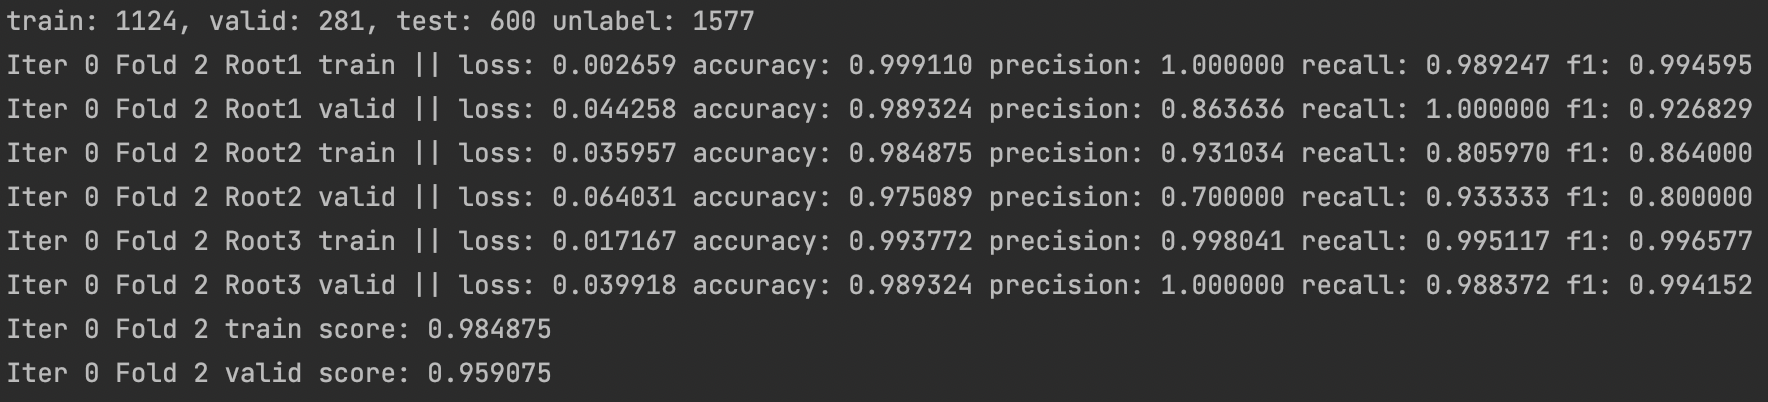 train: 1124, valid: 281, test: 600 unlabel: 1577
Iter 0 Fold 2 Root1 train || loss: 0.002659 accuracy: 0.999110 precision: 1.000000 recall: 0.989247 f1: 0.994595
Iter 0 Fold 2 Root1 valid || loss: 0.044258 accuracy: 0.989324 precision: 0.863636 recall: 1.000000 f1: 0.926829
Iter 0 Fold 2 Root2 train || loss: 0.035957 accuracy: 0.984875 precision: 0.931034 recall: 0.805970 f1: 0.864000
Iter 0 Fold 2 Root2 valid || loss: 0.064031 accuracy: 0.975089 precision: 0.700000 recall: 0.933333 f1: 0.800000
Iter 0 Fold 2 Root3 train || loss: 0.017167 accuracy: 0.993772 precision: 0.998041 recall: 0.995117 f1: 0.996577
Iter 0 Fold 2 Root3 valid || loss: 0.039918 accuracy: 0.989324 precision: 1.000000 recall: 0.988372 f1: 0.994152
Iter 0 Fold 2 train score: 0.984875
Iter 0 Fold 2 valid score: 0.959075